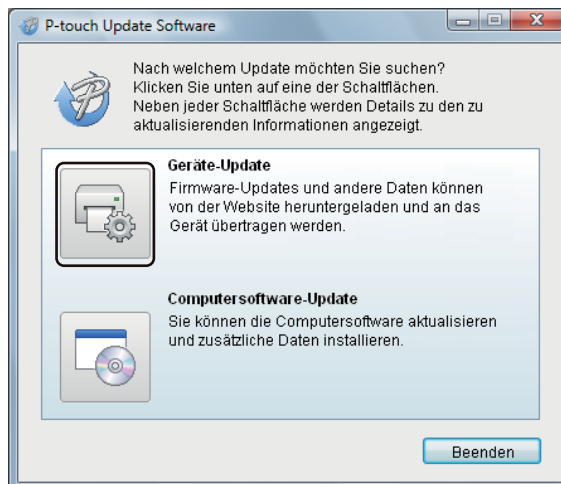 P-touch Update Software
Nach welchem Update möchten Sie suchen?
Klicken Sie unten auf eine der Schaltflächen.
Neben jeder Schaltfläche werden Details zu den zu
aktualisierenden Informationen angezeigt.
Geräte-Update
Firmware-Updates und andere Daten können
von der Website heruntergeladen und an das
Gerät übertragen werden.
Computersoftware-Update
Sie können die Computersoftware aktualisieren
und zusätzliche Daten installieren.
Beenden